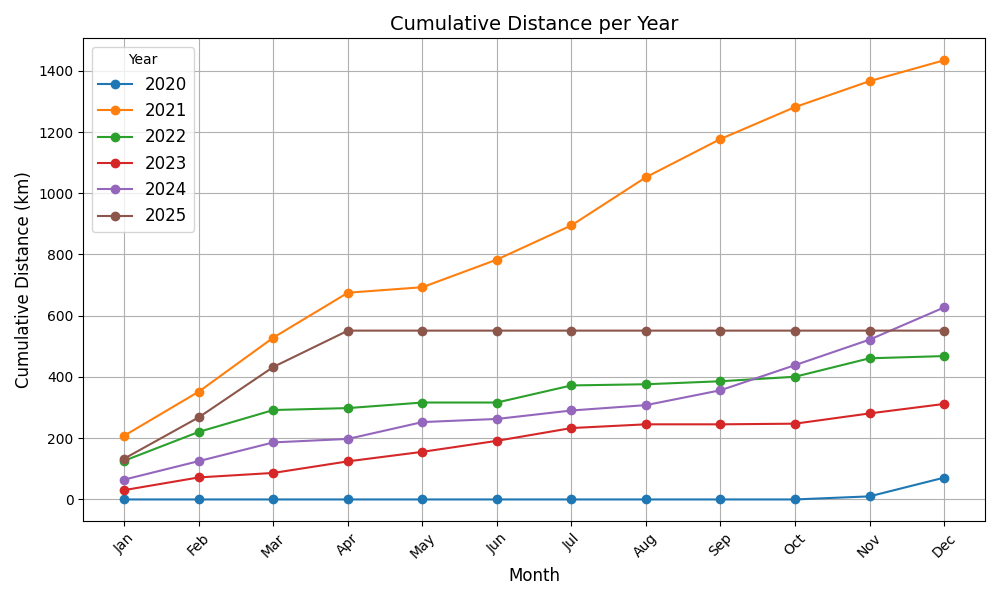 Cumulative Distance per Year
Year
2020
2021
2022
2023
2024
2025
Cumulative Distance (km)
1400
1200
1000
800
600
400
200
0
Jan
Feb
Mar
Apr
May
Jun
Jul
Aug
Sep
Oct
Nov
Dec
Month